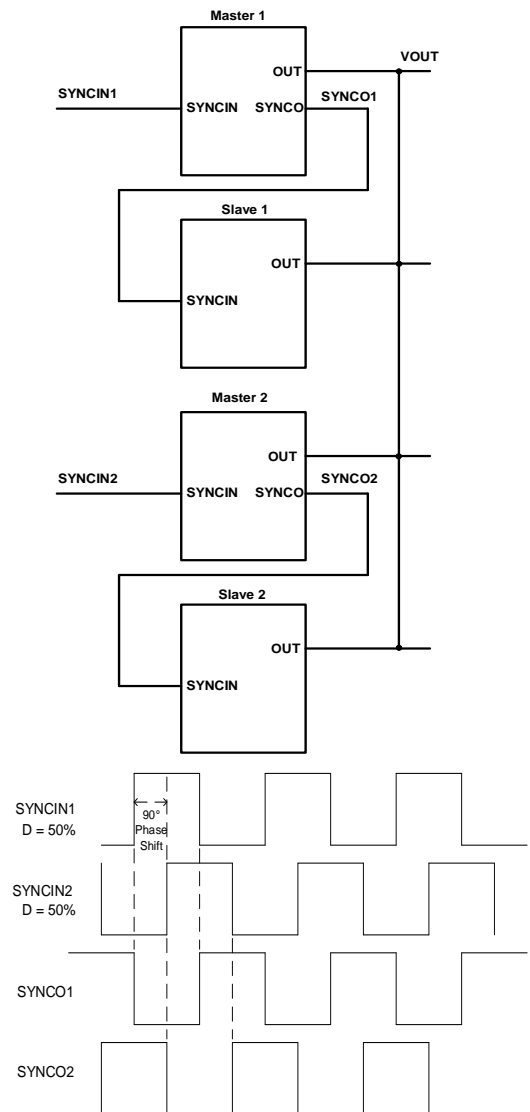 Master 1
OUT
VOUT
SYNCIN1
SYNCIN
SYNCO
SYNCO1
Slave 1
OUT
SYNCIN
Master 2
OUT
SYNCIN2
SYNCIN
SYNCO
SYNCO2
Slave 2
OUT
SYNCIN
SYNCIN1
D = 50%
90°
Phase
Shift
SYNCIN2
D = 50%
SYNCO1
SYNCO2